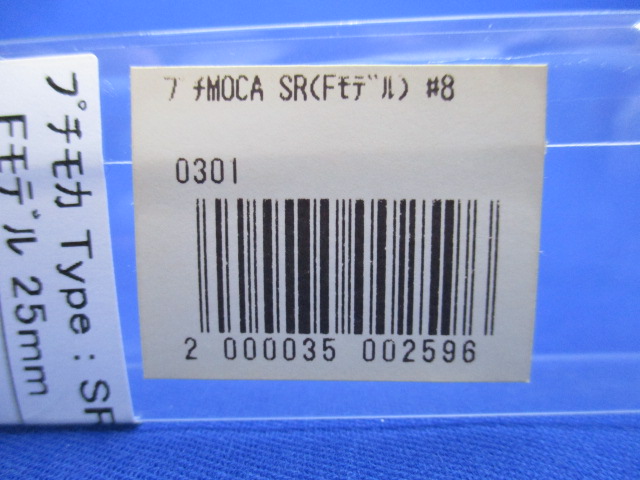 プチMOCA SR(Fモデル) #8
0301
2 000035 002596
プチモカ Type : SR
Fモデル 25mm